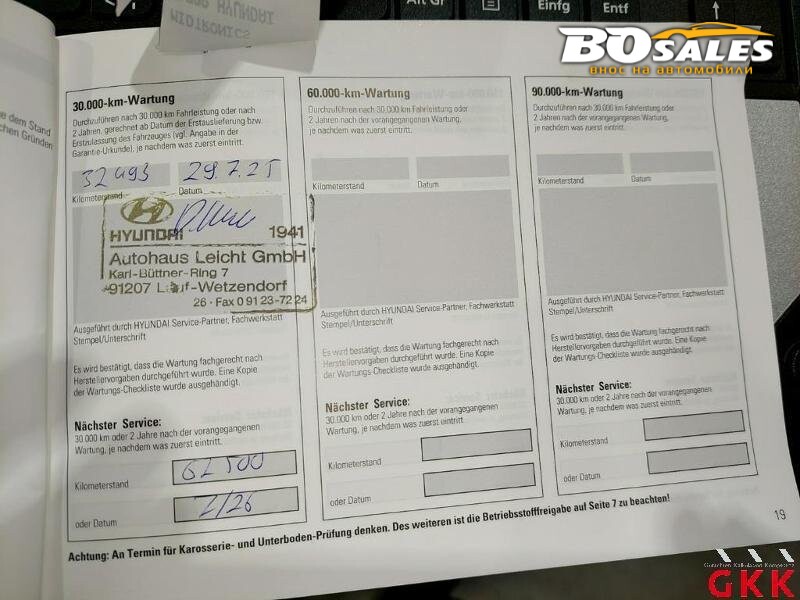 Alt Gr
Einfg
Entf
BOSALES
внос на автомобили
HYUNDAI
WIDTRONICS
e dem Stand
chen Gründen
30.000-km-Wartung
Durchzuführen nach 30.000 km Fahrleistung oder nach
2 Jahren, gerechnet ab Datum der Erstauslieferung bzw.
Erstzulassung des Fahrzeuges (vgl. Angabe in der
Garantie-Urkunde), je nachdem was zuerst eintritt.
32493
29.7.25
Kilometerstand
Datum
HYUNDAI
1941
Autohaus Leicht GmbH
Karl-Büttner-Ring 7
91207 Lauf-Wetzendorf
26 · Fax 0 91 23-72 24
Ausgeführt durch HYUNDAI Service-Partner, Fachwerkstatt
Stempel/Unterschrift
Es wird bestätigt, dass die Wartung fachgerecht nach
Herstellervorgaben durchgeführt wurde. Eine Kopie
der Wartungs-Checkliste wurde ausgehändigt.
Nächster Service:
30.000 km oder 2 Jahre nach der vorangegangenen
Wartung, je nachdem was zuerst eintritt.
Kilometerstand
62500
oder Datum
7/26
60.000-km-Wartung
Durchzuführen nach 30.000 km Fahrleistung oder
2 Jahren nach der vorangegangenen Wartung,
je nachdem was zuerst eintritt.
Kilometerstand
Datum
Ausgeführt durch HYUNDAI Service-Partner, Fachwerkstatt
Stempel/Unterschrift
Es wird bestätigt, dass die Wartung fachgerecht nach
Herstellervorgaben durchgeführt wurde. Eine Kopie
der Wartungs-Checkliste wurde ausgehändigt.
Nächster Service:
30.000 km oder 2 Jahre nach der vorangegangenen
Wartung, je nachdem was zuerst eintritt.
Kilometerstand
oder Datum
90.000-km-Wartung
Durchzuführen nach 30.000 km Fahrleistung oder
2 Jahren nach der vorangegangenen Wartung,
je nachdem was zuerst eintritt.
Kilometerstand
Datum
Ausgeführt durch HYUNDAI Service-Partner, Fachwerkstatt
Stempel/Unterschrift
Es wird bestätigt, dass die Wartung fachgerecht nach
Herstellervorgaben durchgeführt wurde. Eine Kopie
der Wartungs-Checkliste wurde ausgehändigt.
Nächster Service:
30.000 km oder 2 Jahre nach der vorangegangenen
Wartung, je nachdem was zuerst eintritt.
Kilometerstand
oder Datum
Achtung: An Termin für Karosserie- und Unterboden-Prüfung denken. Des weiteren ist die Betriebsstofffreigabe auf Seite 7 zu beachten!
19
Gutachten Kalkulation Kompetenz
GKK